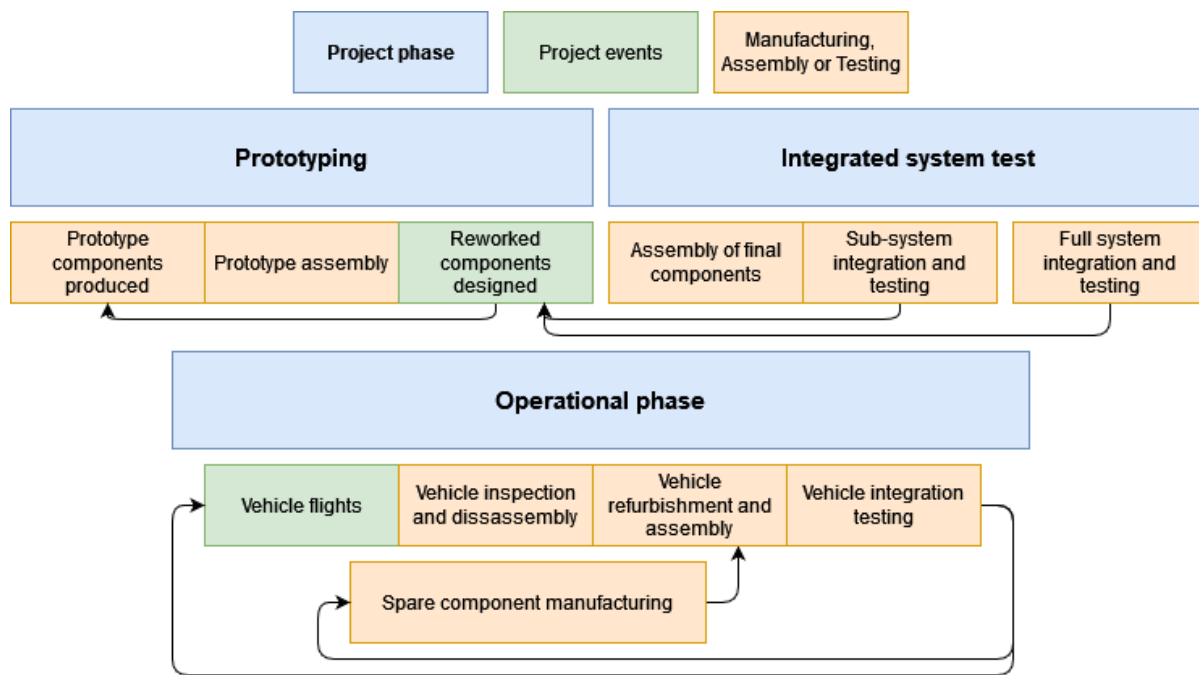 Project phase
Project events
Manufacturing,
Assembly or Testing
Prototyping
Integrated system test
Prototype
components
produced
Prototype assembly
Reworked
components
designed
Assembly of final
components
Sub-system
integration and
testing
Full system
integration and
testing
Operational phase
Vehicle flights
Vehicle inspection
and dissassembly
Vehicle
refurbishment and
assembly
Vehicle integration
testing
Spare component manufacturing